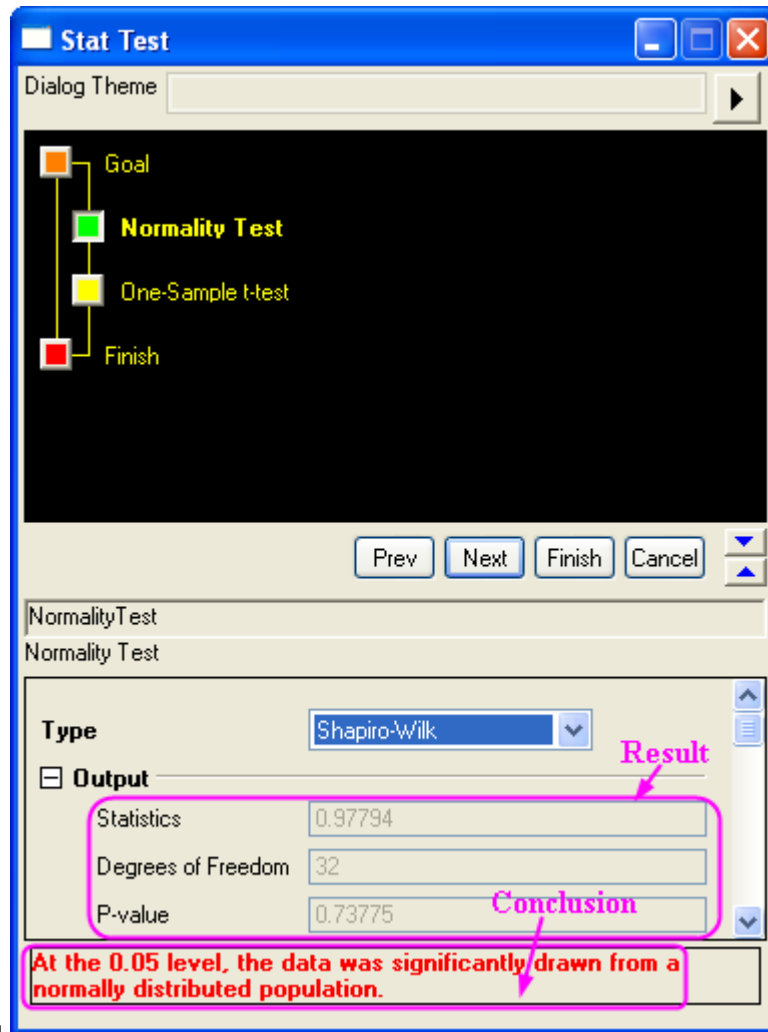 Stat Test
Dialog Theme
Goal
Normality Test
One-Sample t-test
Finish
Prev Next Finish Cancel
NormalityTest
Normality Test
Type Shapiro-Wilk
Result
Output
Statistics 0.97794
Degrees of Freedom 32
P-value 0.73775
Conclusion
At the 0.05 level, the data was significantly drawn from a
normally distributed population.